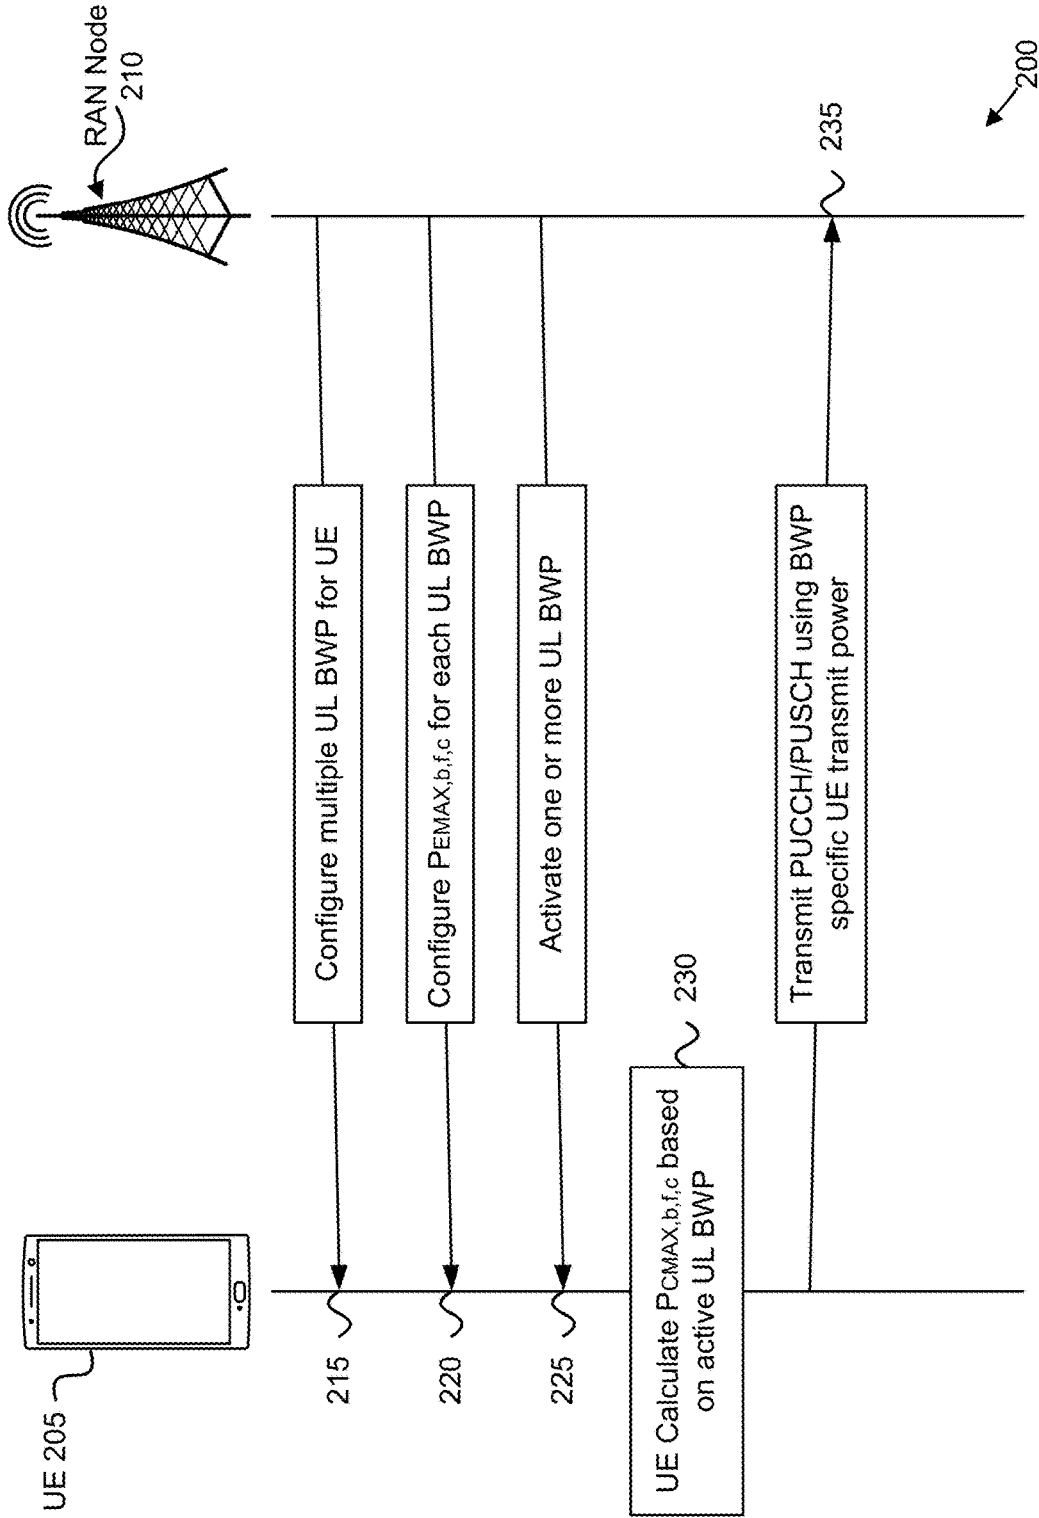 UE 205
RAN Node
210
Configure multiple UL BWP for UE
215
Configure PEMAX,b,f,c for each UL BWP
220
Activate one or more UL BWP
225
UE Calculate PCMAX,b,f,c based
on active UL BWP
230
Transmit PUCCH/PUSCH using BWP
specific UE transmit power
235
200